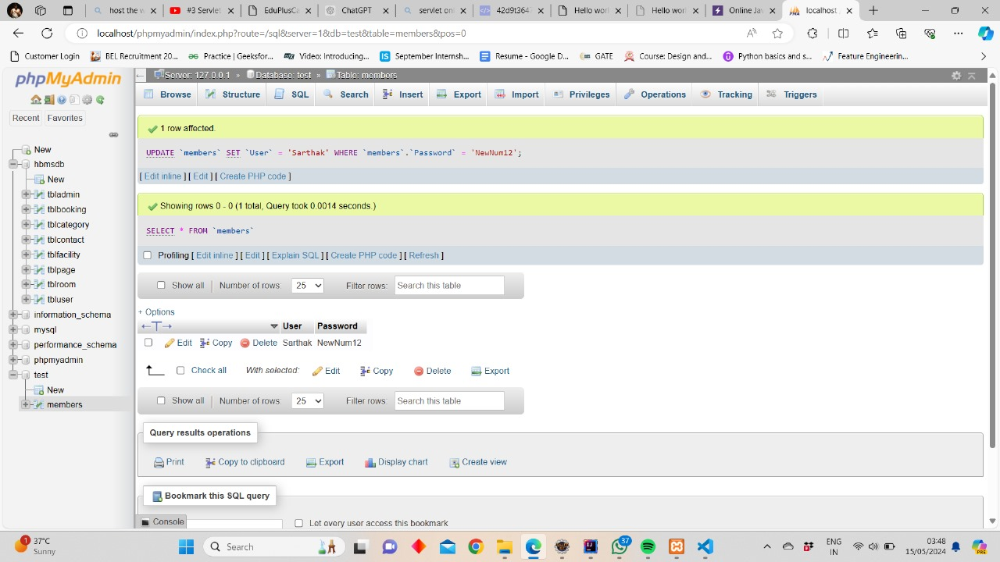 host the w
#3 Servlet
EduPlusCa
ChatGPT
servlet on
42d9t364
Hello worl
Hello worl
Online Jav
localhost
localhost/phpmyadmin/index.php?route=/sql&server=1&db=test&table=members&pos=0
Customer Login
BEL Recruitment 20...
Practice | Geeksfor...
Video: Introducing...
September Internsh...
Resume - Google D...
GATE
Course: Design and...
Python basics and s...
Feature Engineerin...
phpMyAdmin
Recent Favorites
New
hbmsdb
New
tbladmin
tblbooking
tblcategory
tblcontact
tblfacility
tblpage
tblroom
tbluser
information_schema
mysql
performance_schema
phpmyadmin
test
New
members
Server: 127.0.0.1 » Database: test » Table: members
Browse Structure SQL Search Insert Export Import Privileges Operations Tracking Triggers
1 row affected.
UPDATE `members` SET `User` = 'Sarthak' WHERE `members`.`Password` = 'NewNum12';
[ Edit inline ] [ Edit ] [ Create PHP code ]
Showing rows 0 - 0 (1 total, Query took 0.0014 seconds.)
SELECT * FROM `members`
Profiling [ Edit inline ] [ Edit ] [ Explain SQL ] [ Create PHP code ] [ Refresh ]
Show all | Number of rows: 25 Filter rows: Search this table
+ Options
User Password
Edit Copy Delete Sarthak NewNum12
Check all With selected: Edit Copy Delete Export
Show all | Number of rows: 25 Filter rows: Search this table
Query results operations
Print Copy to clipboard Export Display chart Create view
Bookmark this SQL query
Console
Let every user access this bookmark
1
37°C
Sunny
Search
37
ENG
IN
03:48
15/05/2024
PRE